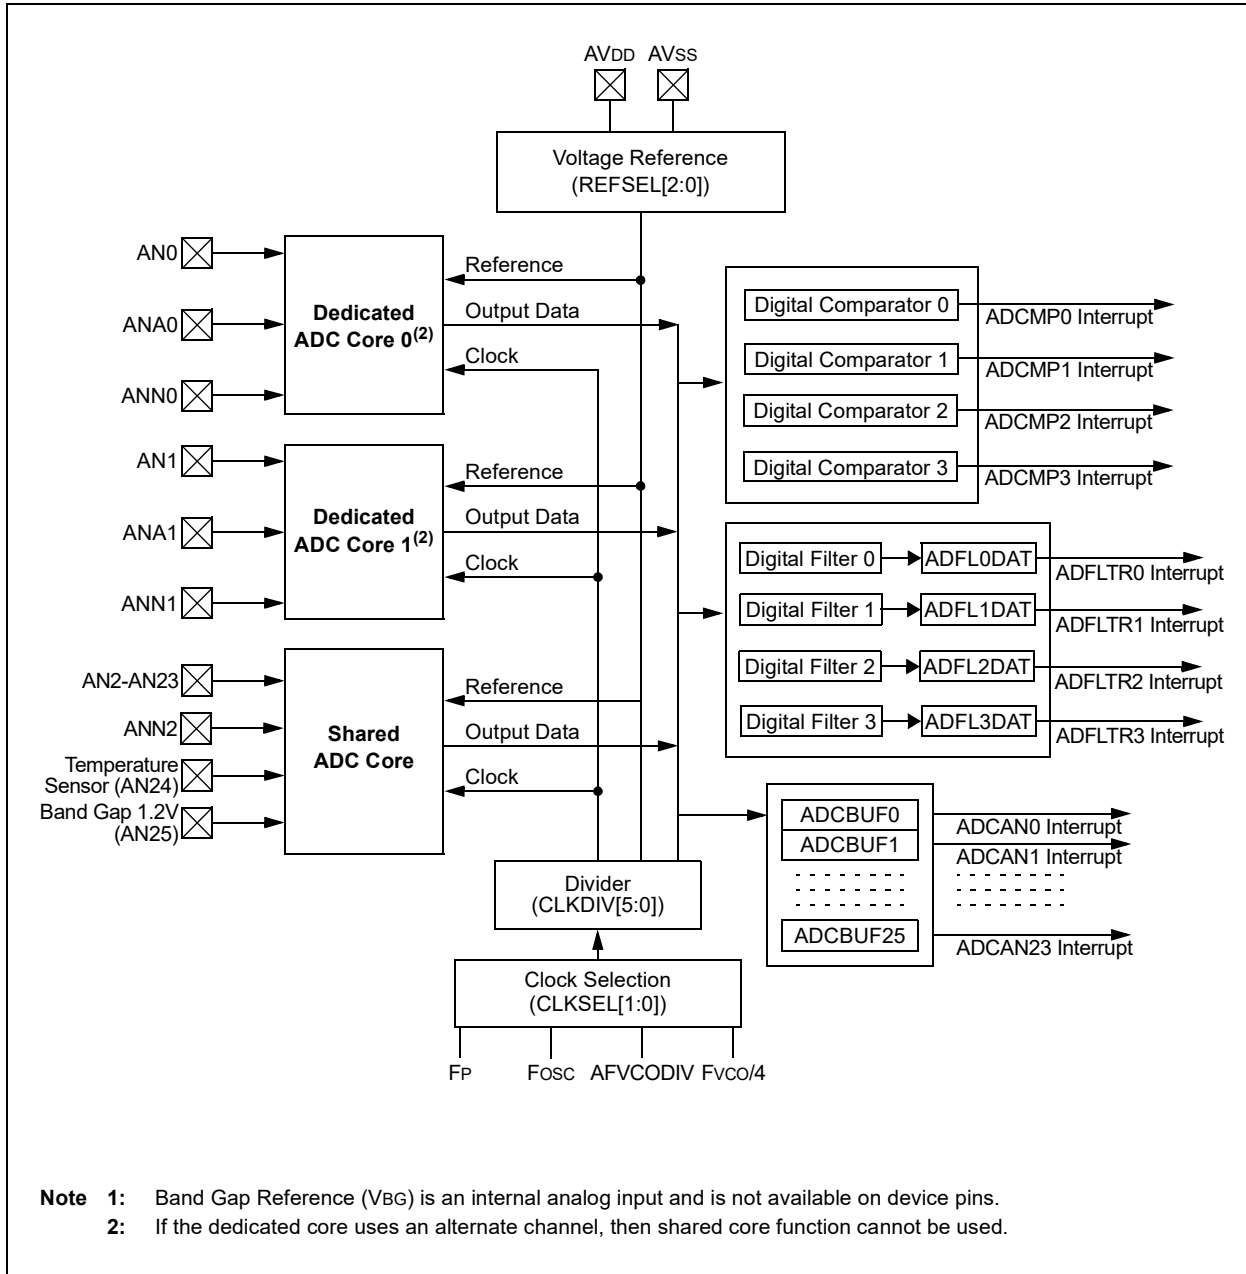 AVDD AVSS
Voltage Reference
(REFSEL[2:0])
AN0
ANA0
ANN0
Dedicated
ADC Core 0(2)
Reference
Output Data
Clock
AN1
ANA1
ANN1
Dedicated
ADC Core 1(2)
Reference
Output Data
Clock
AN2-AN23
ANN2
Temperature
Sensor (AN24)
Band Gap 1.2V
(AN25)
Shared
ADC Core
Reference
Output Data
Clock
Digital Comparator 0
ADCMP0 Interrupt
Digital Comparator 1
ADCMP1 Interrupt
Digital Comparator 2
ADCMP2 Interrupt
Digital Comparator 3
ADCMP3 Interrupt
Digital Filter 0
ADFL0DAT
ADFLTR0 Interrupt
Digital Filter 1
ADFL1DAT
ADFLTR1 Interrupt
Digital Filter 2
ADFL2DAT
ADFLTR2 Interrupt
Digital Filter 3
ADFL3DAT
ADFLTR3 Interrupt
ADCBUF0
ADCAN0 Interrupt
ADCBUF1
ADCAN1 Interrupt
ADCBUF25
ADCAN23 Interrupt
Divider
(CLKDIV[5:0])
Clock Selection
(CLKSEL[1:0])
FP FOSC AFVCODIV FVCO/4
Note 1: Band Gap Reference (VBG) is an internal analog input and is not available on device pins.
2: If the dedicated core uses an alternate channel, then shared core function cannot be used.